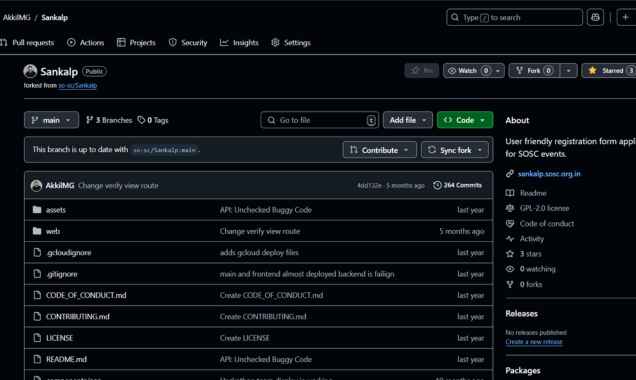 AkkilMG / Sankalp
Type / to search
Pull requests Actions Projects Security Insights Settings
Sankalp Public
forked from so-sc/Sankalp
Pin Watch 0 Fork 0 Starred 3
main 3 Branches 0 Tags Go to file t Add file Code
This branch is up to date with so-sc/Sankalp:main.
Contribute Sync fork
AkkilMG Change verify view route 4dd132e · 5 months ago 264 Commits
assets API: Unchecked Buggy Code last year
web Change verify view route 5 months ago
.gcloudignore adds gcloud deploy files last year
.gitignore main and frontend almost deployed backend is failign last year
CODE_OF_CONDUCT.md Create CODE_OF_CONDUCT.md last year
CONTRIBUTING.md Create CONTRIBUTING.md last year
LICENSE Create LICENSE last year
README.md API: Unchecked Buggy Code last year
About
User friendly registration form appl
for SOSC events.
sankalp.sosc.org.in
Readme
GPL-2.0 license
Code of conduct
Activity
3 stars
0 watching
0 forks
Releases
No releases published
Create a new release
Packages